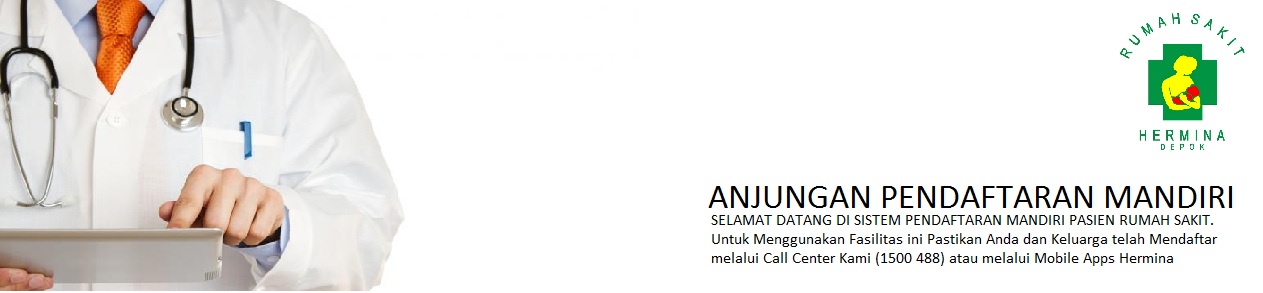 RUMAH SAKIT
HERMINA
DEPOK
ANJUNGAN PENDAFTARAN MANDIRI
SELAMAT DATANG DI SISTEM PENDAFTARAN MANDIRI PASIEN RUMAH SAKIT.
Untuk Menggunakan Fasilitas ini Pastikan Anda dan Keluarga telah Mendaftar
melalui Call Center Kami (1500 488) atau melalui Mobile Apps Hermina